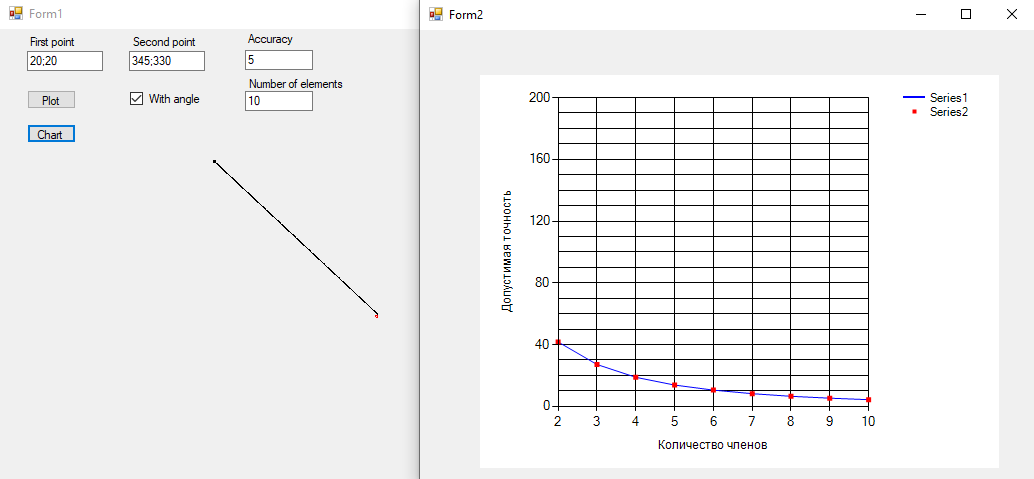 Form1
First point
Second point
Accuracy
20;20
345;330
5
Number of elements
Plot
With angle
10
Chart
Form2
Series1
Series2
200
160
120
80
40
0
Допустимая точность
2 3 4 5 6 7 8 9 10
Количество членов